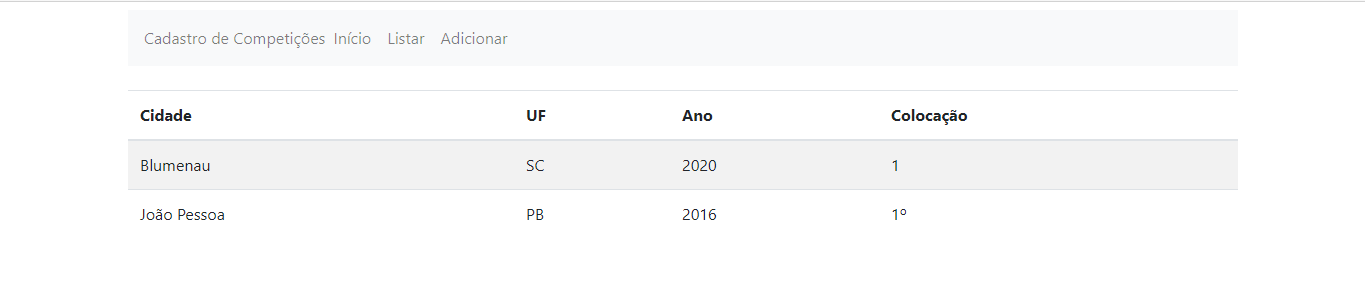 Cadastro de Competições Início Listar Adicionar
Cidade UF Ano Colocação
Blumenau SC 2020 1
João Pessoa PB 2016 1º